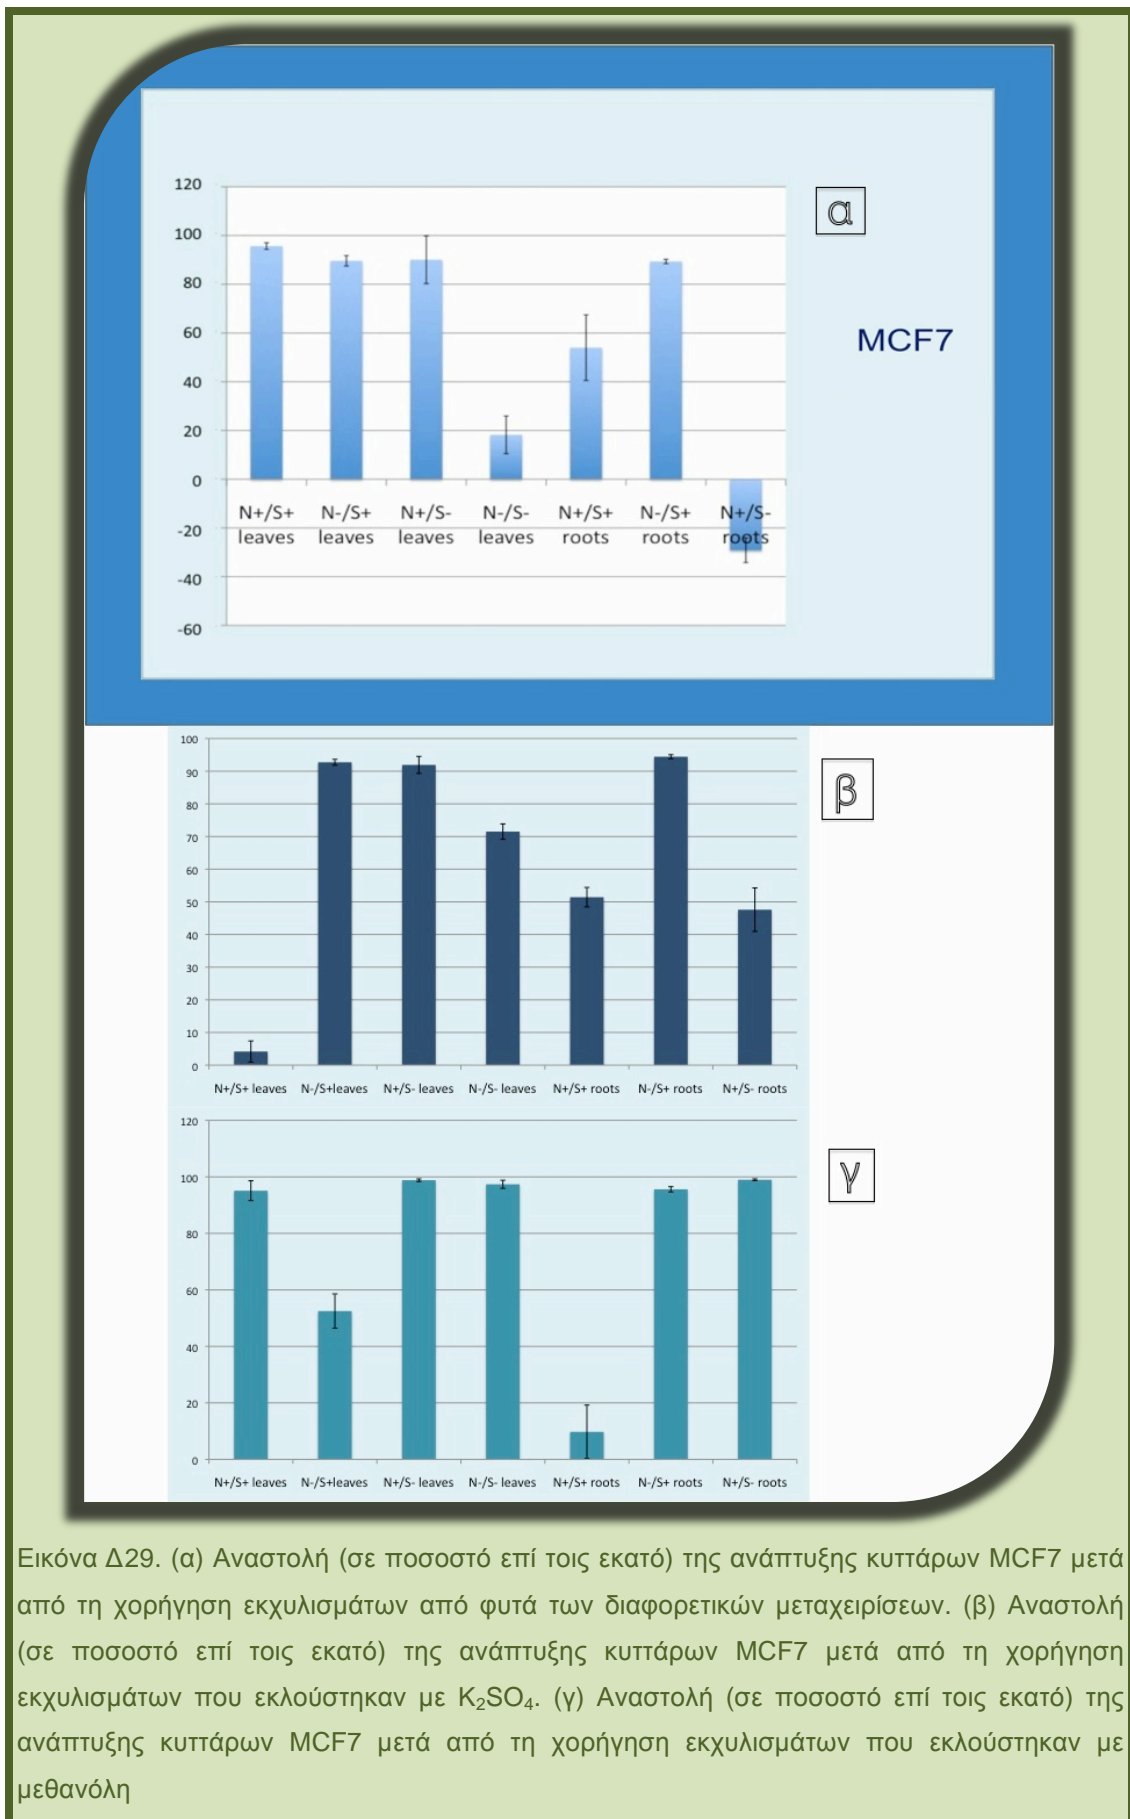 120
α
100
80
60
MCF7
40
20
0
N+/S+ leaves N-/S+ leaves N+/S- leaves N-/S- leaves N+/S+ roots N-/S+ roots N+/S- roots
-20
-40
-60
100
β
90
80
70
60
50
40
30
20
10
0
N+/S+ leaves N-/S+leaves N+/S- leaves N-/S- leaves N+/S+ roots N-/S+ roots N+/S- roots
120
γ
100
80
60
40
20
0
N+/S+ leaves N-/S+leaves N+/S- leaves N-/S- leaves N+/S+ roots N-/S+ roots N+/S- roots
Εικόνα Δ29. (α) Αναστολή (σε ποσοστό επί τοις εκατό) της ανάπτυξης κυττάρων MCF7 μετά
από τη χορήγηση εκχυλισμάτων από φυτά των διαφορετικών μεταχειρίσεων. (β) Αναστολή
(σε ποσοστό επί τοις εκατό) της ανάπτυξης κυττάρων MCF7 μετά από τη χορήγηση
εκχυλισμάτων που εκλούστηκαν με K₂SO₄. (γ) Αναστολή (σε ποσοστό επί τοις εκατό) της
ανάπτυξης κυττάρων MCF7 μετά από τη χορήγηση εκχυλισμάτων που εκλούστηκαν με
μεθανόλη